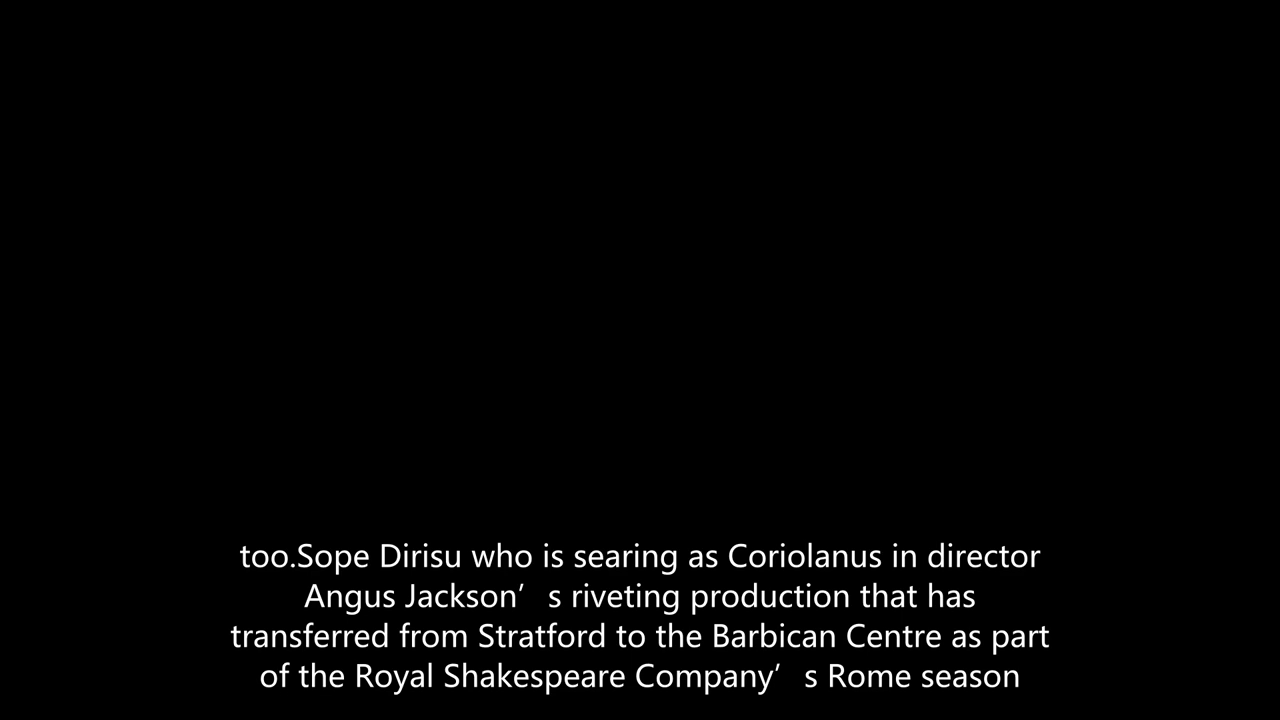 too.Sope Dirisu who is searing as Coriolanus in director
Angus Jackson’ s riveting production that has
transferred from Stratford to the Barbican Centre as part
of the Royal Shakespeare Company’ s Rome season